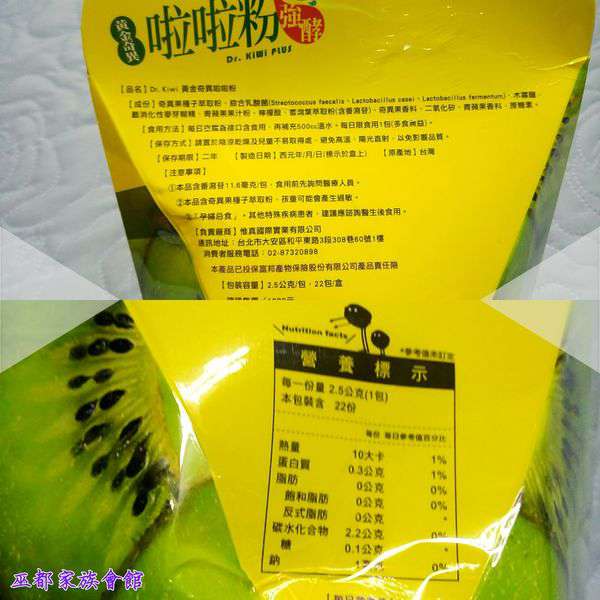 黃金奇異
啦啦粉
強酵
Dr. Kiwi PLUS
【品名】Dr. Kiwi 黃金奇異啦啦粉
【成份】奇異果種子萃取粉、綜合乳酸菌(Streptococcus faecalis、Lactobacillus casei、Lactobacillus fermentum)、木寡醣、
難消化性麥芽糊精、青蘋果果汁粉、檸檬酸、翅果鐵刀木萃取粉(含番瀉苷)、奇異果香料、二氧化矽、青蘋果香料、蔗糖素。
【食用方法】每日空腹直接口含食用，再補充500cc溫水。每日限食用1包(多食無益)。
【保存方式】請置於陰涼乾燥及兒童不易取得處，避免高溫、陽光直射，以免影響品質。
【保存期限】二年 【製造日期】西元年/月/日(標示於盒上) 【原產地】台灣
【注意事項】
①本品含番瀉苷11.6毫克/包，食用前先詢問醫療人員。
②本品含奇異果種子萃取粉，孩童可能會產生過敏。
③「孕婦忌食」。其他特殊疾病患者，建議應諮詢醫生後食用。
【負責廠商】惟真國際實業有限公司
通訊地址：台北市大安區和平東路3段308巷60號1樓
消費者服務電話：02-87320898
本產品已投保富邦產物保險股份有限公司產品責任險
【包裝容量】2.5公克/包，22包/盒
Nutrition facts
*參考值未訂定
營養標示
每一份量 2.5公克(1包)
本包裝含 22份
每份 每日參考值百分比
熱量 10大卡 1%
蛋白質 0.3公克 1%
脂肪 0公克 0%
飽和脂肪 0公克 0%
反式脂肪 0公克 *
碳水化合物 2.2公克 0%
糖 0.1公克 *
鈉 0%
巫都家族會館